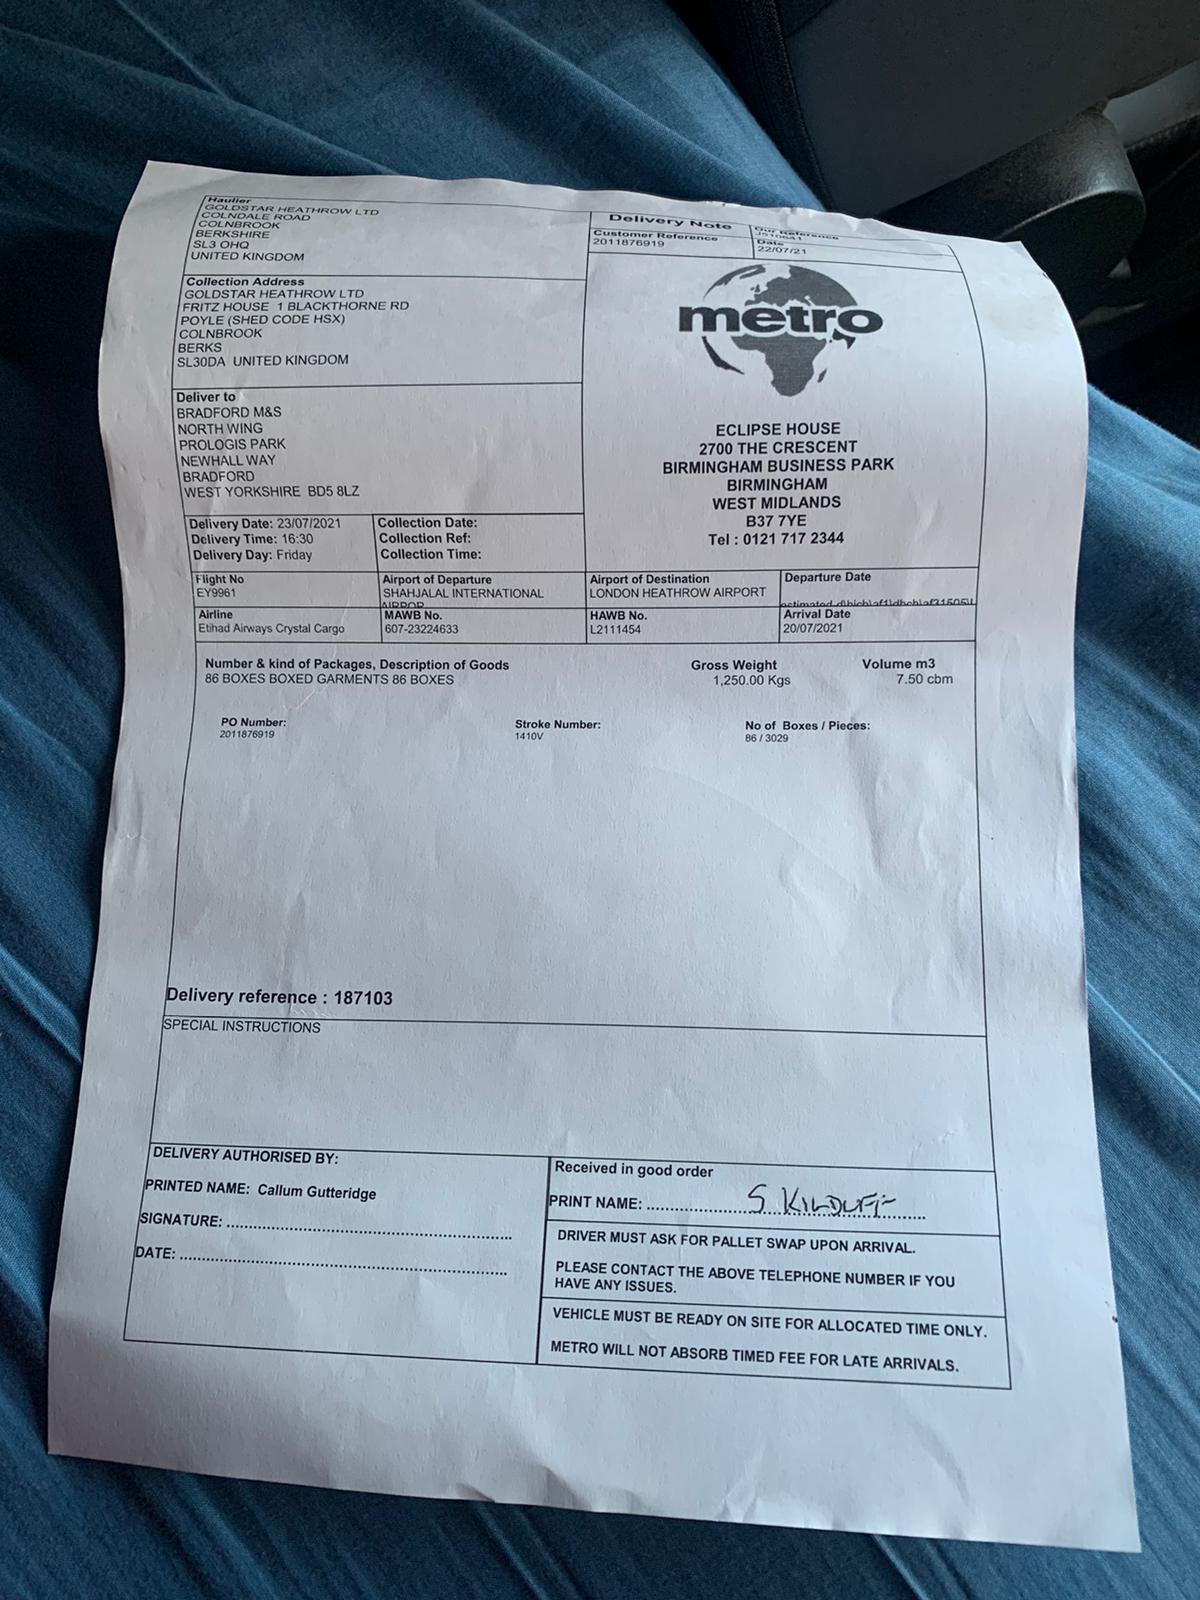 Haulier
GOLDSTAR HEATHROW LTD
COLNDALE ROAD
COLNBROOK
BERKSHIRE
SL3 OHQ
UNITED KINGDOM
Delivery Note
Our Reference
Customer Reference
2011876919
Date
22/07/21
Collection Address
GOLDSTAR HEATHROW LTD
FRITZ HOUSE 1 BLACKTHORNE RD
POYLE (SHED CODE HSX)
COLNBROOK
BERKS
SL30DA UNITED KINGDOM
metro
Deliver to
BRADFORD M&S
NORTH WING
PROLOGIS PARK
NEWHALL WAY
BRADFORD
WEST YORKSHIRE BD5 8LZ
ECLIPSE HOUSE
2700 THE CRESCENT
BIRMINGHAM BUSINESS PARK
BIRMINGHAM
WEST MIDLANDS
B37 7YE
Tel : 0121 717 2344
Delivery Date: 23/07/2021
Delivery Time: 16:30
Delivery Day: Friday
Collection Date:
Collection Ref:
Collection Time:
Flight No
EY9961
Airport of Departure
SHAHJALAL INTERNATIONAL
Airport of Destination
LONDON HEATHROW AIRPORT
Departure Date
Airline
Etihad Airways Crystal Cargo
MAWB No.
607-23224633
HAWB No.
L2111454
Arrival Date
20/07/2021
Number & kind of Packages, Description of Goods
86 BOXES BOXED GARMENTS 86 BOXES
Gross Weight
1,250.00 Kgs
Volume m3
7.50 cbm
PO Number:
2011876919
Stroke Number:
1410V
No of Boxes / Pieces:
86 / 3029
Delivery reference : 187103
SPECIAL INSTRUCTIONS
DELIVERY AUTHORISED BY:
PRINTED NAME: Callum Gutteridge
SIGNATURE: ..........
DATE: ..........
Received in good order
PRINT NAME: .......... S KILDUFF
DRIVER MUST ASK FOR PALLET SWAP UPON ARRIVAL.
PLEASE CONTACT THE ABOVE TELEPHONE NUMBER IF YOU
HAVE ANY ISSUES.
VEHICLE MUST BE READY ON SITE FOR ALLOCATED TIME ONLY.
METRO WILL NOT ABSORB TIMED FEE FOR LATE ARRIVALS.